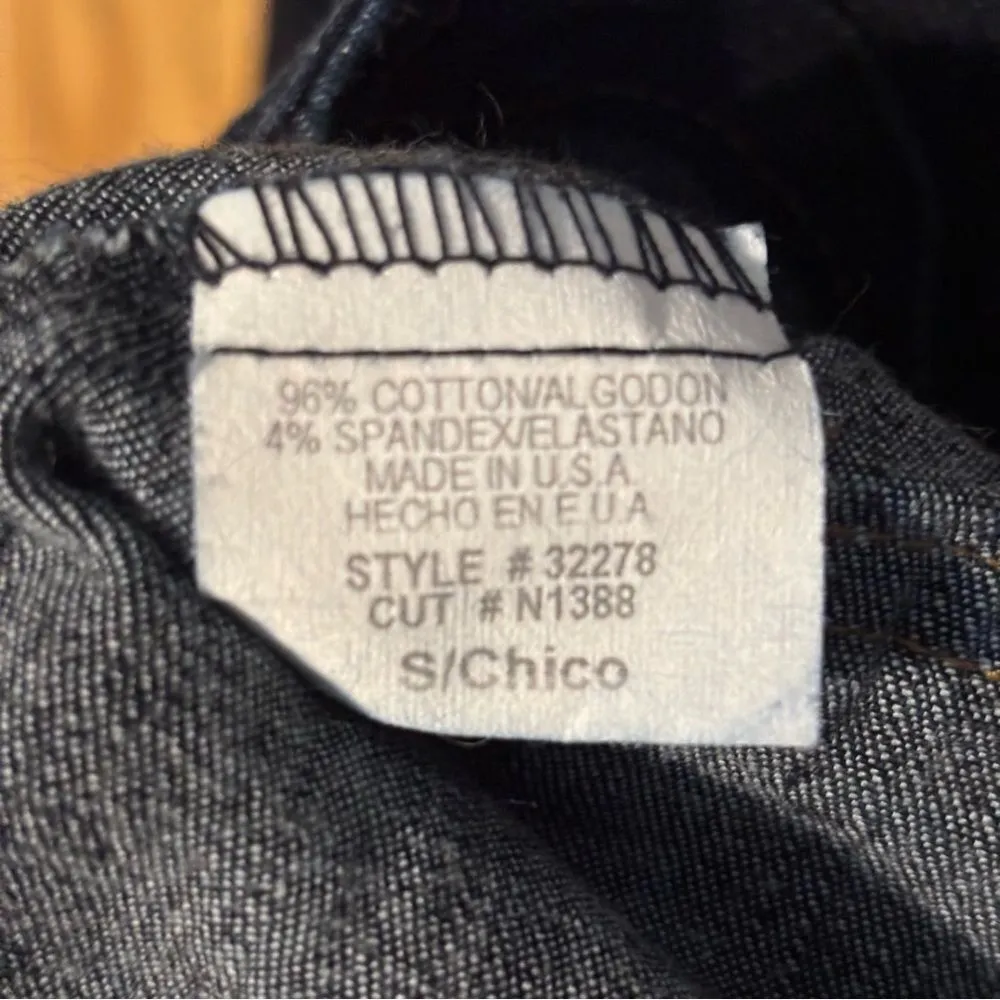 96% COTTON/ALGODON
4% SPANDEX/ELASTANO
MADE IN U.S.A.
HECHO EN E.U.A
STYLE # 32278
CUT # N1388
S/Chico